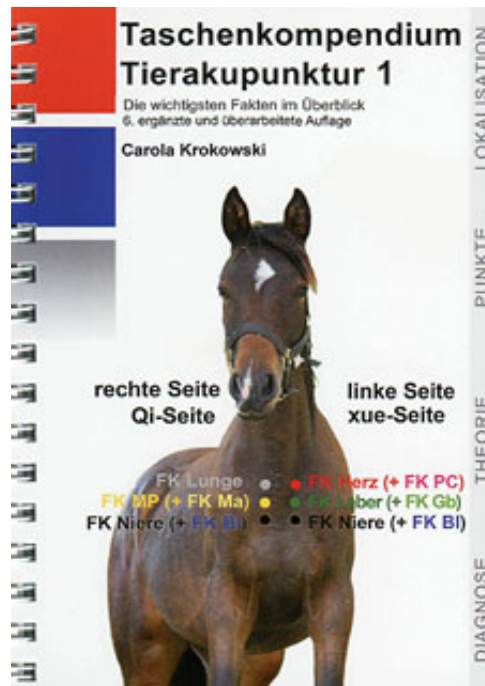 Taschenkompendium
Tierakupunktur 1
Die wichtigsten Fakten im Überblick
6. ergänzte und überarbeitete Auflage
Carola Krokowski
rechte Seite
Qi-Seite
linke Seite
xue-Seite
FK Lunge
FK MP (+ FK Ma)
FK Niere (+ FK Bl)
FK Herz (+ FK PC)
FK Leber (+ FK Gb)
FK Niere (+ FK Bl)
LOKALISATION
PUNKTE
THEORIE
DIAGNOSE